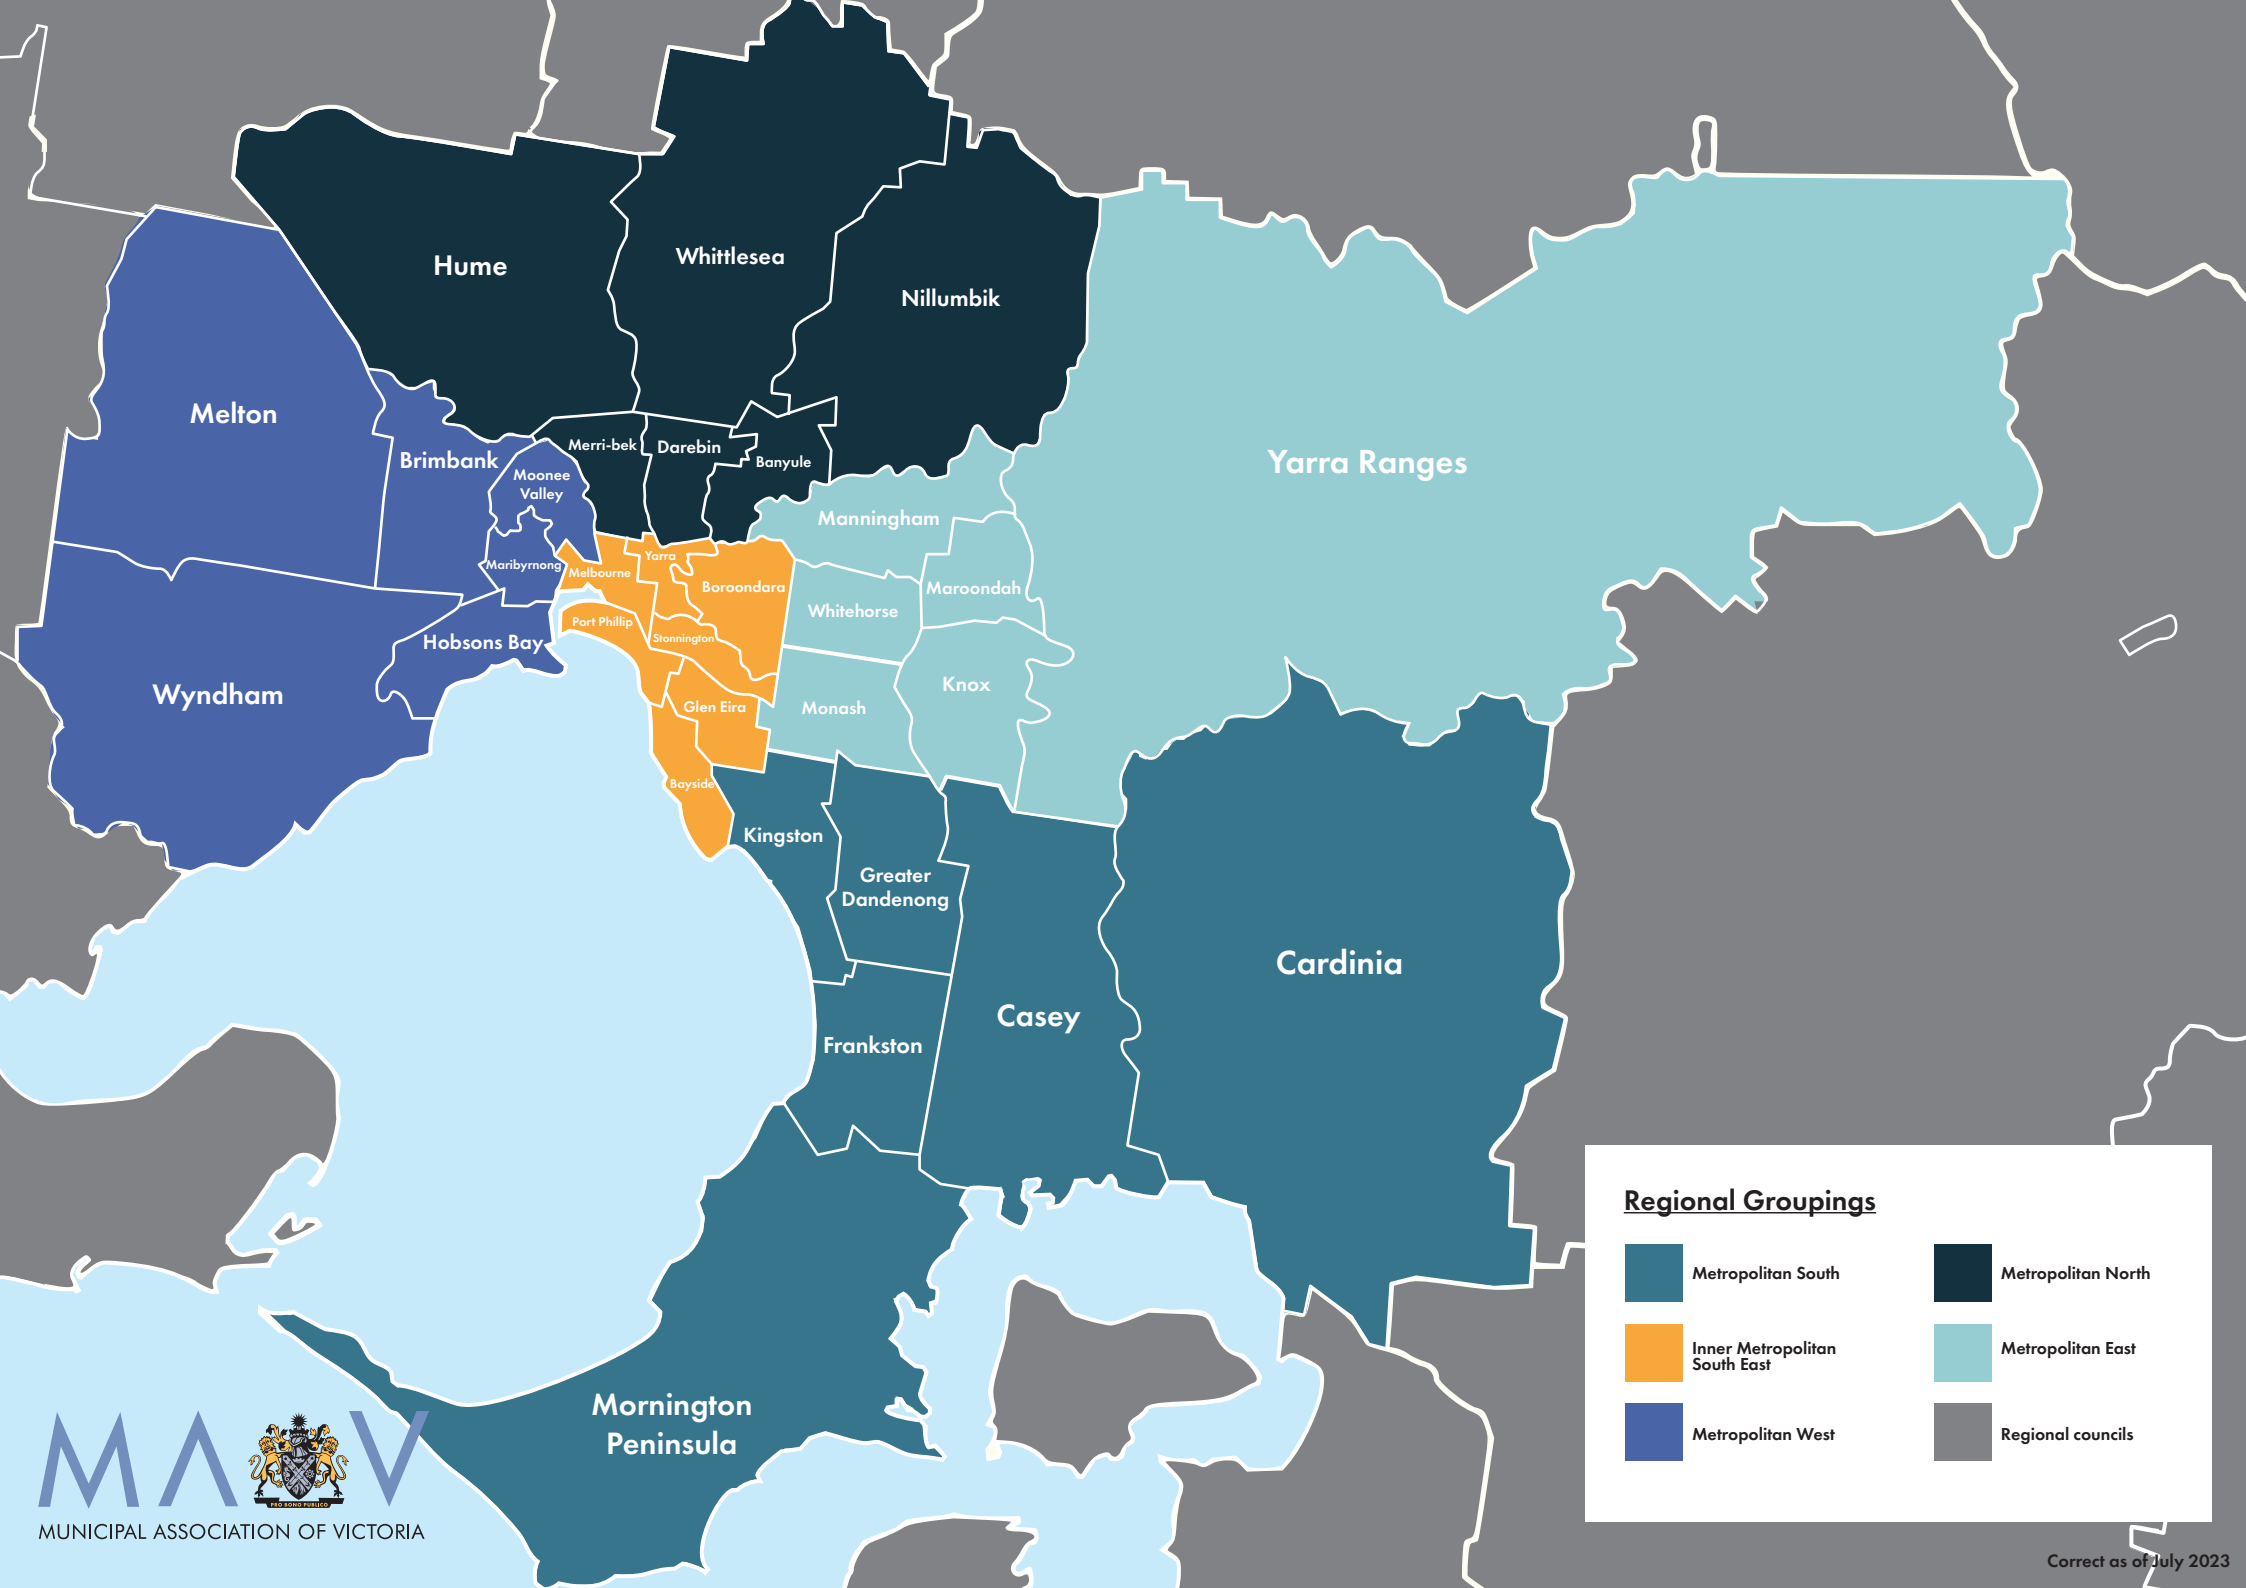 Hume
Whittlesea
Nillumbik
Melton
Merri-bek
Darebin
Banyule
Brimbank
Moonee
Valley
Yarra Ranges
Manningham
Maribyrnong
Yarra
Melbourne
Boroondara
Maroondah
Whitehorse
Port Phillip
Stonnington
Hobsons Bay
Wyndham
Knox
Glen Eira
Monash
Bayside
Kingston
Greater
Dandenong
Cardinia
Casey
Frankston
Mornington
Peninsula
Regional Groupings
Metropolitan South
Metropolitan North
Inner Metropolitan
South East
Metropolitan East
Metropolitan West
Regional councils
MAV
PRO BONO PUBLICO
MUNICIPAL ASSOCIATION OF VICTORIA
Correct as of July 2023